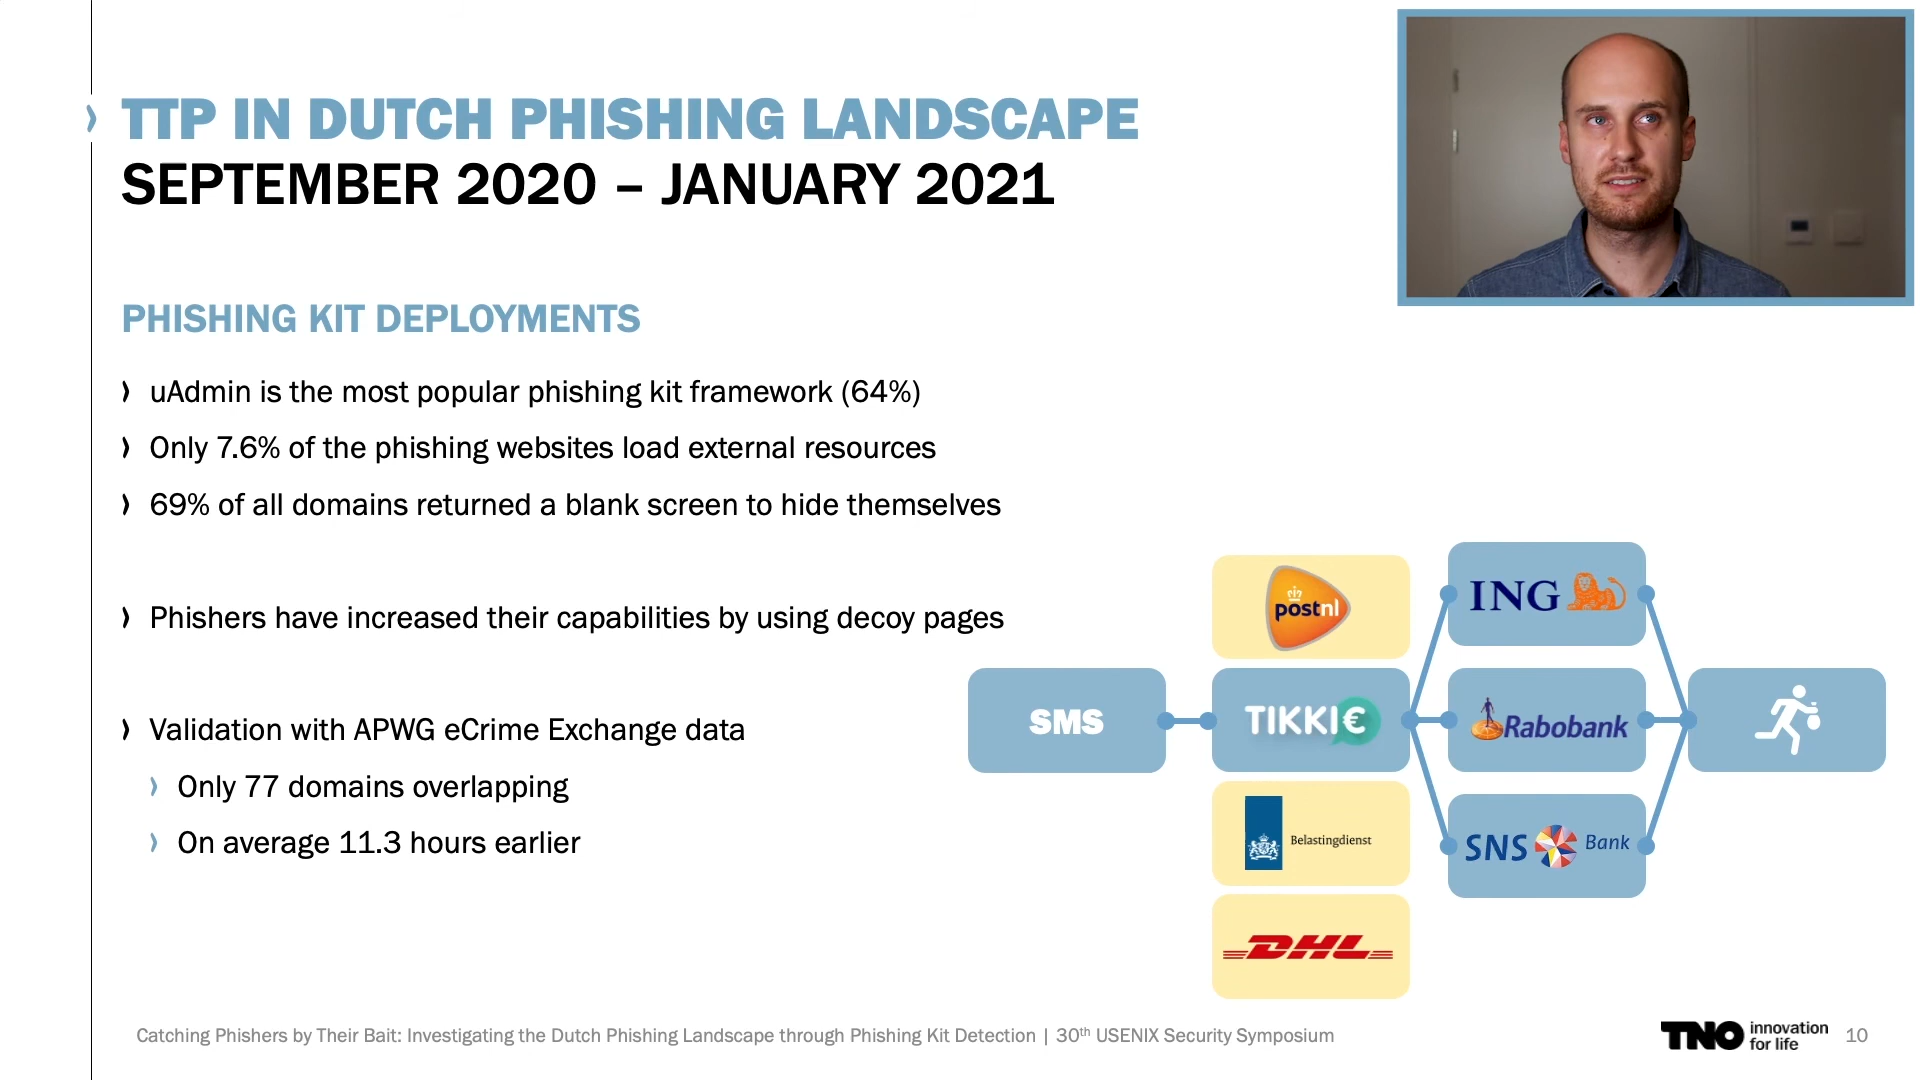 TTP IN DUTCH PHISHING LANDSCAPE
SEPTEMBER 2020 – JANUARY 2021
PHISHING KIT DEPLOYMENTS
uAdmin is the most popular phishing kit framework (64%)
Only 7.6% of the phishing websites load external resources
69% of all domains returned a blank screen to hide themselves
Phishers have increased their capabilities by using decoy pages
Validation with APWG eCrime Exchange data
Only 77 domains overlapping
On average 11.3 hours earlier
SMS
postnl
TIKKI€
Belastingdienst
DHL
ING
Rabobank
SNS Bank
Catching Phishers by Their Bait: Investigating the Dutch Phishing Landscape through Phishing Kit Detection | 30th USENIX Security Symposium
TNO innovation
for life
10